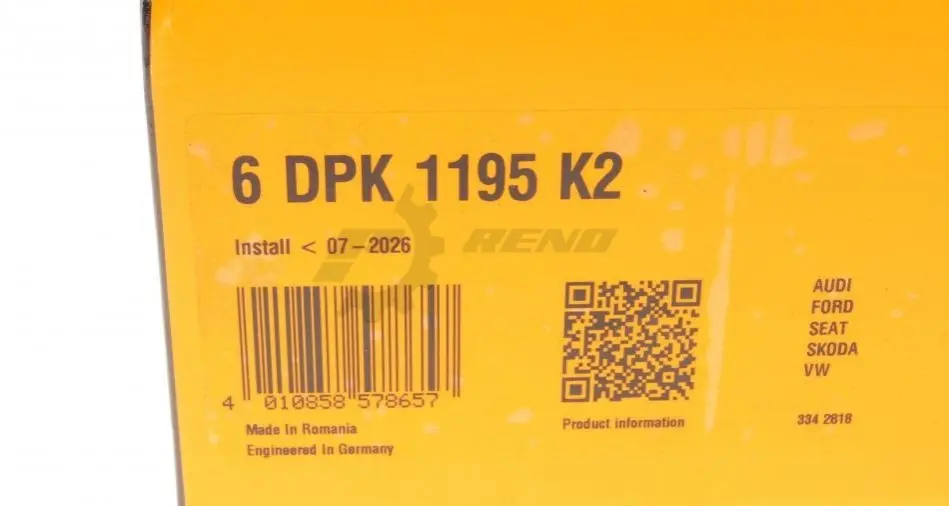 6 DPK 1195 K2
Install < 07-2026
RENO
4 010858 578657
Made In Romania
Engineered In Germany
Product information
AUDI
FORD
SEAT
SKODA
VW
334 2818